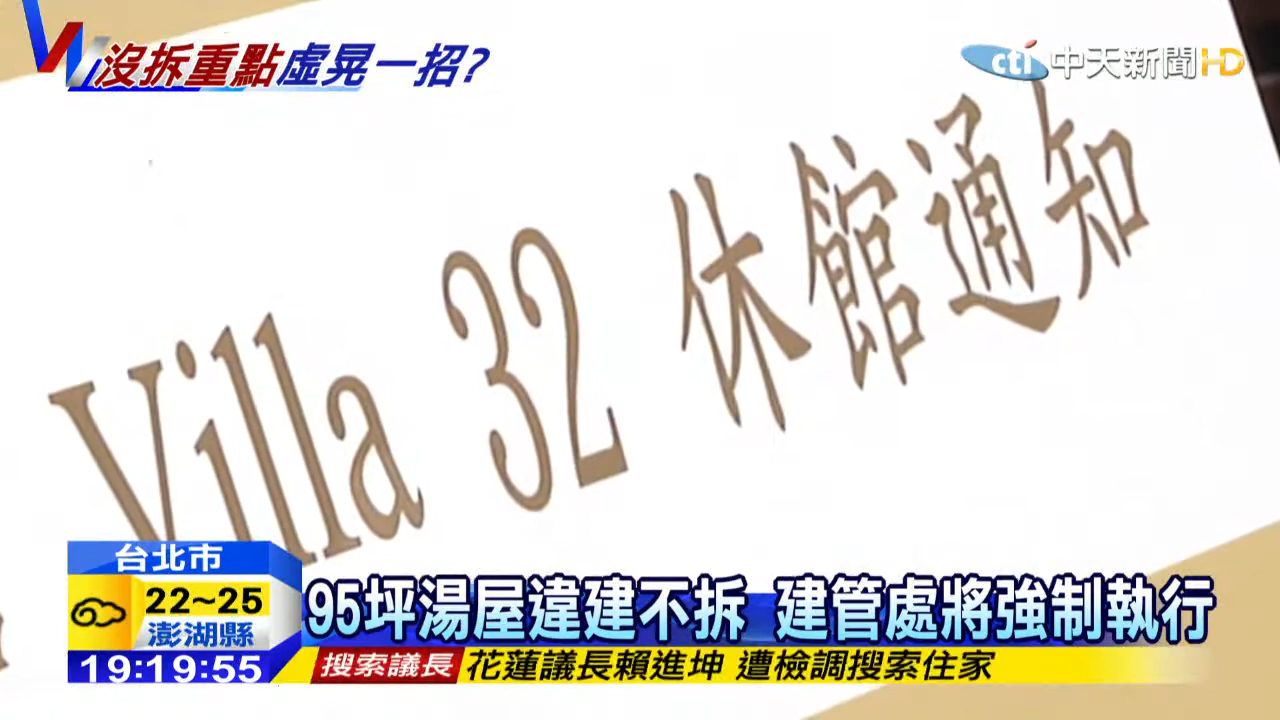 沒拆重點虛晃一招?
cti 中天新聞HD
Villa 32 休館通知
台北市
22~25
澎湖縣
19:19:55
95坪湯屋違建不拆 建管處將強制執行
搜索議長 花蓮議長賴進坤 遭檢調搜索住家